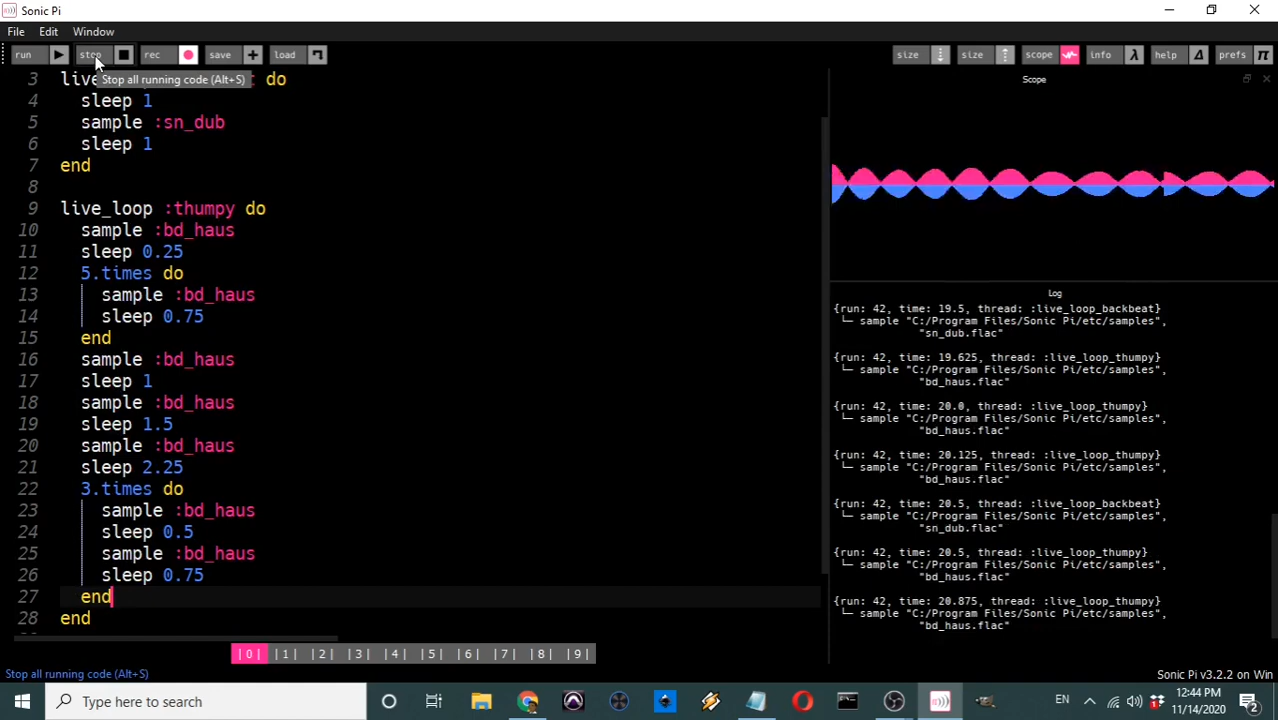 Sonic Pi
File Edit Window
run stop rec save + load size size scope info λ help prefs π
Stop all running code (Alt+S)
3 live do
4 sleep 1
5 sample :sn_dub
6 sleep 1
7 end
8
9 live_loop :thumpy do
10 sample :bd_haus
11 sleep 0.25
12 5.times do
13 sample :bd_haus
14 sleep 0.75
15 end
16 sample :bd_haus
17 sleep 1
18 sample :bd_haus
19 sleep 1.5
20 sample :bd_haus
21 sleep 2.25
22 3.times do
23 sample :bd_haus
24 sleep 0.5
25 sample :bd_haus
26 sleep 0.75
27 end
28 end
|0| |1| |2| |3| |4| |5| |6| |7| |8| |9|
Scope
Log
{run: 42, time: 19.5, thread: :live_loop_backbeat}
└─ sample "C:/Program Files/Sonic Pi/etc/samples",
"sn_dub.flac"
{run: 42, time: 19.625, thread: :live_loop_thumpy}
└─ sample "C:/Program Files/Sonic Pi/etc/samples",
"bd_haus.flac"
{run: 42, time: 20.0, thread: :live_loop_thumpy}
└─ sample "C:/Program Files/Sonic Pi/etc/samples",
"bd_haus.flac"
{run: 42, time: 20.125, thread: :live_loop_thumpy}
└─ sample "C:/Program Files/Sonic Pi/etc/samples",
"bd_haus.flac"
{run: 42, time: 20.5, thread: :live_loop_backbeat}
└─ sample "C:/Program Files/Sonic Pi/etc/samples",
"sn_dub.flac"
{run: 42, time: 20.5, thread: :live_loop_thumpy}
└─ sample "C:/Program Files/Sonic Pi/etc/samples",
"bd_haus.flac"
{run: 42, time: 20.875, thread: :live_loop_thumpy}
└─ sample "C:/Program Files/Sonic Pi/etc/samples",
"bd_haus.flac"
Stop all running code (Alt+S)
Sonic Pi v3.2.2 on Win
Type here to search
EN
12:44 PM
11/14/2020
2